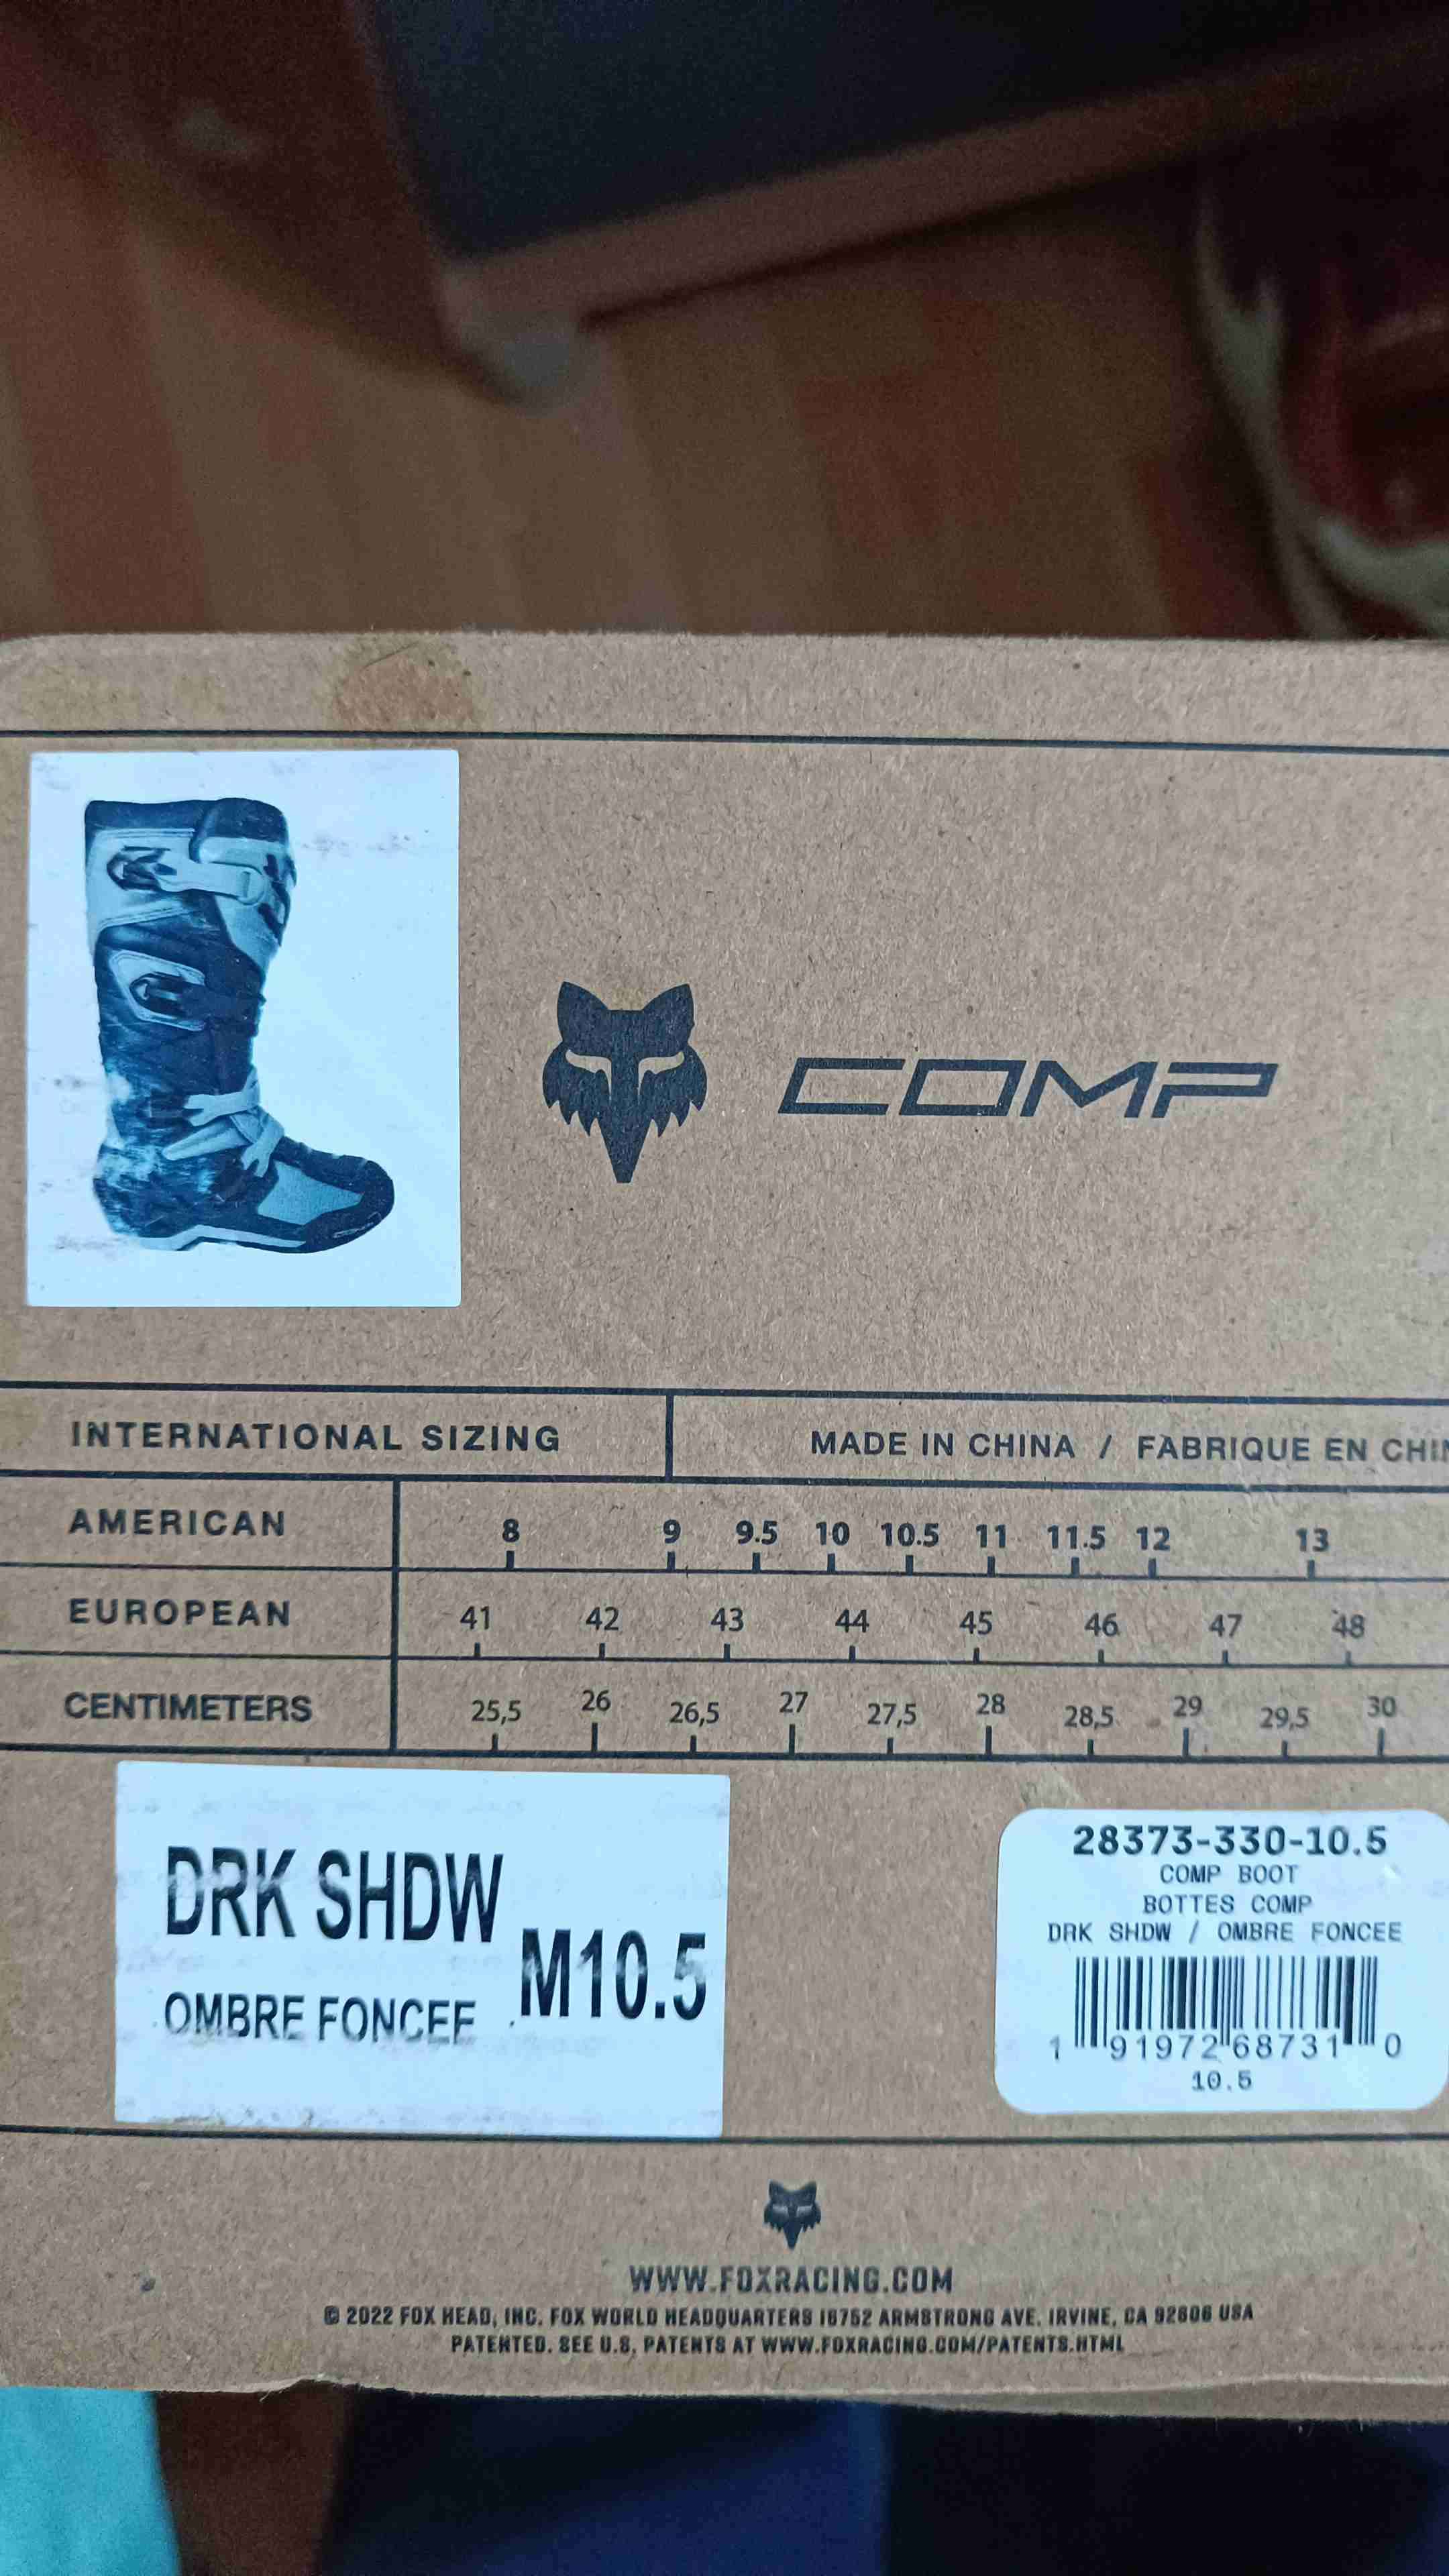 COMP
INTERNATIONAL SIZING
MADE IN CHINA / FABRIQUE EN CHIN
AMERICAN 8 9 9.5 10 10.5 11 11.5 12 13
EUROPEAN 41 42 43 44 45 46 47 48
CENTIMETERS 25,5 26 26,5 27 27,5 28 28,5 29 29,5 30
DRK SHDW
OMBRE FONCEE
M10.5
28373-330-10.5
COMP BOOT
BOTTES COMP
DRK SHDW / OMBRE FONCEE
1 91972 68731 0
10.5
WWW.FOXRACING.COM
© 2022 FOX HEAD, INC. FOX WORLD HEADQUARTERS 16752 ARMSTRONG AVE. IRVINE, CA 92606 USA
PATENTED. SEE U.S. PATENTS AT WWW.FOXRACING.COM/PATENTS.HTML